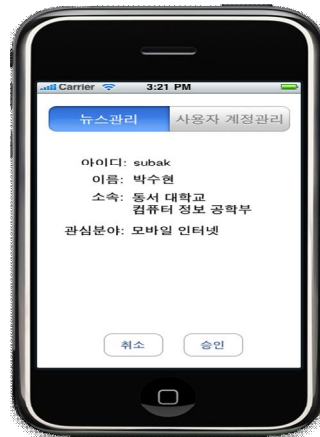 Carrier 3:21 PM
뉴스관리 사용자 계정관리
아이디: subak
이름: 박수현
소속: 동서 대학교
컴퓨터 정보 공학부
관심분야: 모바일 인터넷
취소 승인